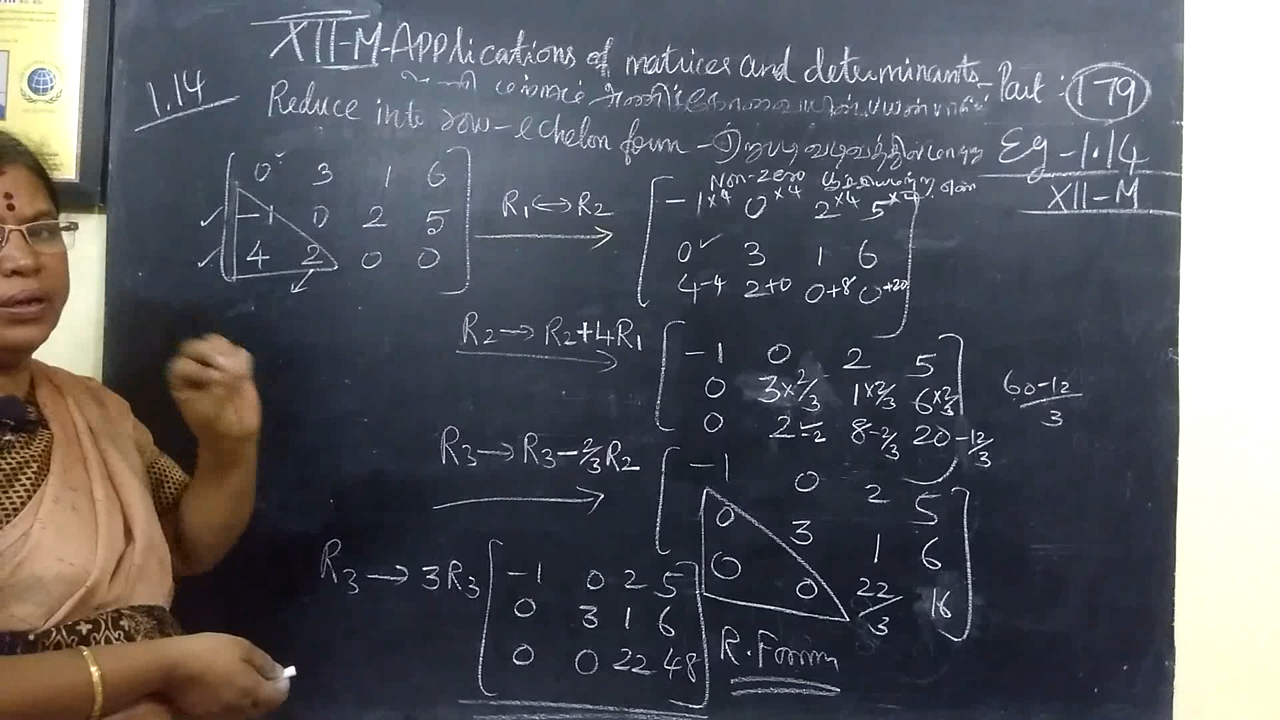 XII-M-Applications of matrices and determinants - Part : 179
1.14
Reduce into row-echelon form -
Eg -1.14
XII-M
0 3 1 6
-1 0 2 5
4 2 0 0
R1 ↔ R2
Non-zero
-1×4 0×4 2×4 5×4
0 3 1 6
4-4 2+0 0+8 0+20
R2 → R2+4R1
-1 0 2 5
0 3×2/3 1×2/3 6×2/3
0 2-2 8-2/3 20-12/3
60-12/3
R3 → R3-2/3R2
-1 0 2 5
0 3 1 6
0 0 22/3 16
R3 → 3R3
-1 0 2 5
0 3 1 6
0 0 22 48
R.Form